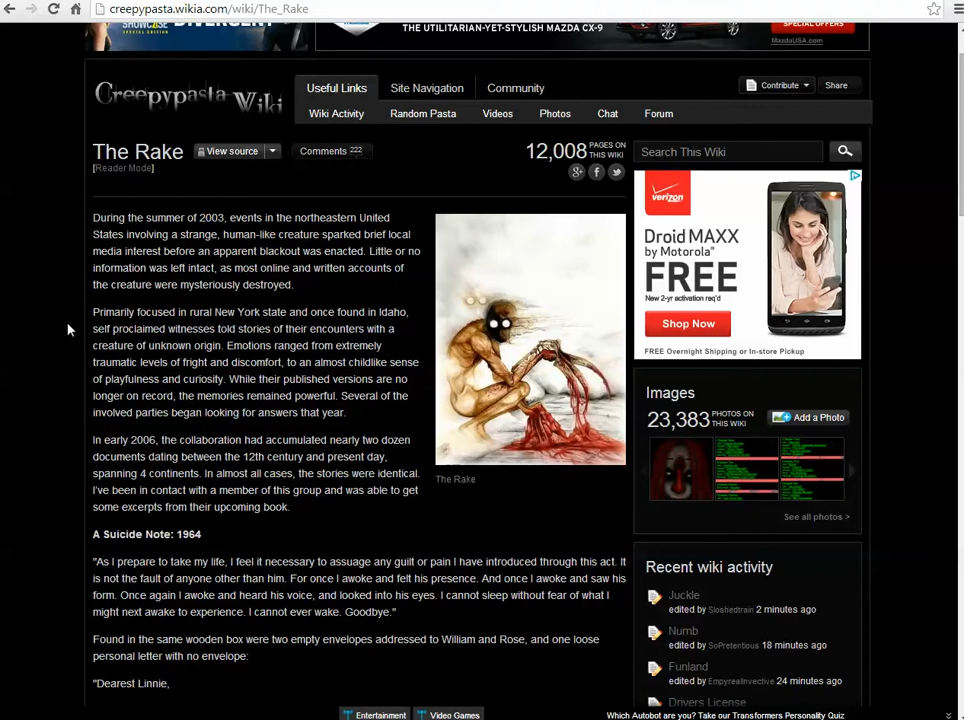 creepypasta.wikia.com/wiki/The_Rake
SHOWCASE
SPECIAL EDITION
DIVERGENT
THE UTILITARIAN-YET-STYLISH MAZDA CX-9
SPECIAL OFFERS
MazdaUSA.com
Creepypasta Wiki
Useful Links
Site Navigation
Community
Contribute
Share
Wiki Activity
Random Pasta
Videos
Photos
Chat
Forum
The Rake
View source
Comments 222
12,008 PAGES ON
THIS WIKI
Search This Wiki
[Reader Mode]
During the summer of 2003, events in the northeastern United
States involving a strange, human-like creature sparked brief local
media interest before an apparent blackout was enacted. Little or no
information was left intact, as most online and written accounts of
the creature were mysteriously destroyed.
Primarily focused in rural New York state and once found in Idaho,
self proclaimed witnesses told stories of their encounters with a
creature of unknown origin. Emotions ranged from extremely
traumatic levels of fright and discomfort, to an almost childlike sense
of playfulness and curiosity. While their published versions are no
longer on record, the memories remained powerful. Several of the
involved parties began looking for answers that year.
In early 2006, the collaboration had accumulated nearly two dozen
documents dating between the 12th century and present day,
spanning 4 continents. In almost all cases, the stories were identical.
I've been in contact with a member of this group and was able to get
some excerpts from their upcoming book.
The Rake
A Suicide Note: 1964
"As I prepare to take my life, I feel it necessary to assuage any guilt or pain I have introduced through this act. It
is not the fault of anyone other than him. For once I awoke and felt his presence. And once I awoke and saw his
form. Once again I awoke and heard his voice, and looked into his eyes. I cannot sleep without fear of what I
might next awake to experience. I cannot ever wake. Goodbye."
Found in the same wooden box were two empty envelopes addressed to William and Rose, and one loose
personal letter with no envelope:
"Dearest Linnie,
verizon
DROID MAXX
by Motorola
FREE
New 2-yr activation req'd
Shop Now
FREE Overnight Shipping or In-store Pickup
Images
23,383 PHOTOS ON
THIS WIKI
Add a Photo
See all photos >
Recent wiki activity
Juckle
edited by Sloshedtrain 2 minutes ago
Numb
edited by SoPretentious 18 minutes ago
Funland
edited by EmpyrealInvective 24 minutes ago
Drivers License
Entertainment
Video Games
Which Autobot are you? Take our Transformers Personality Quiz